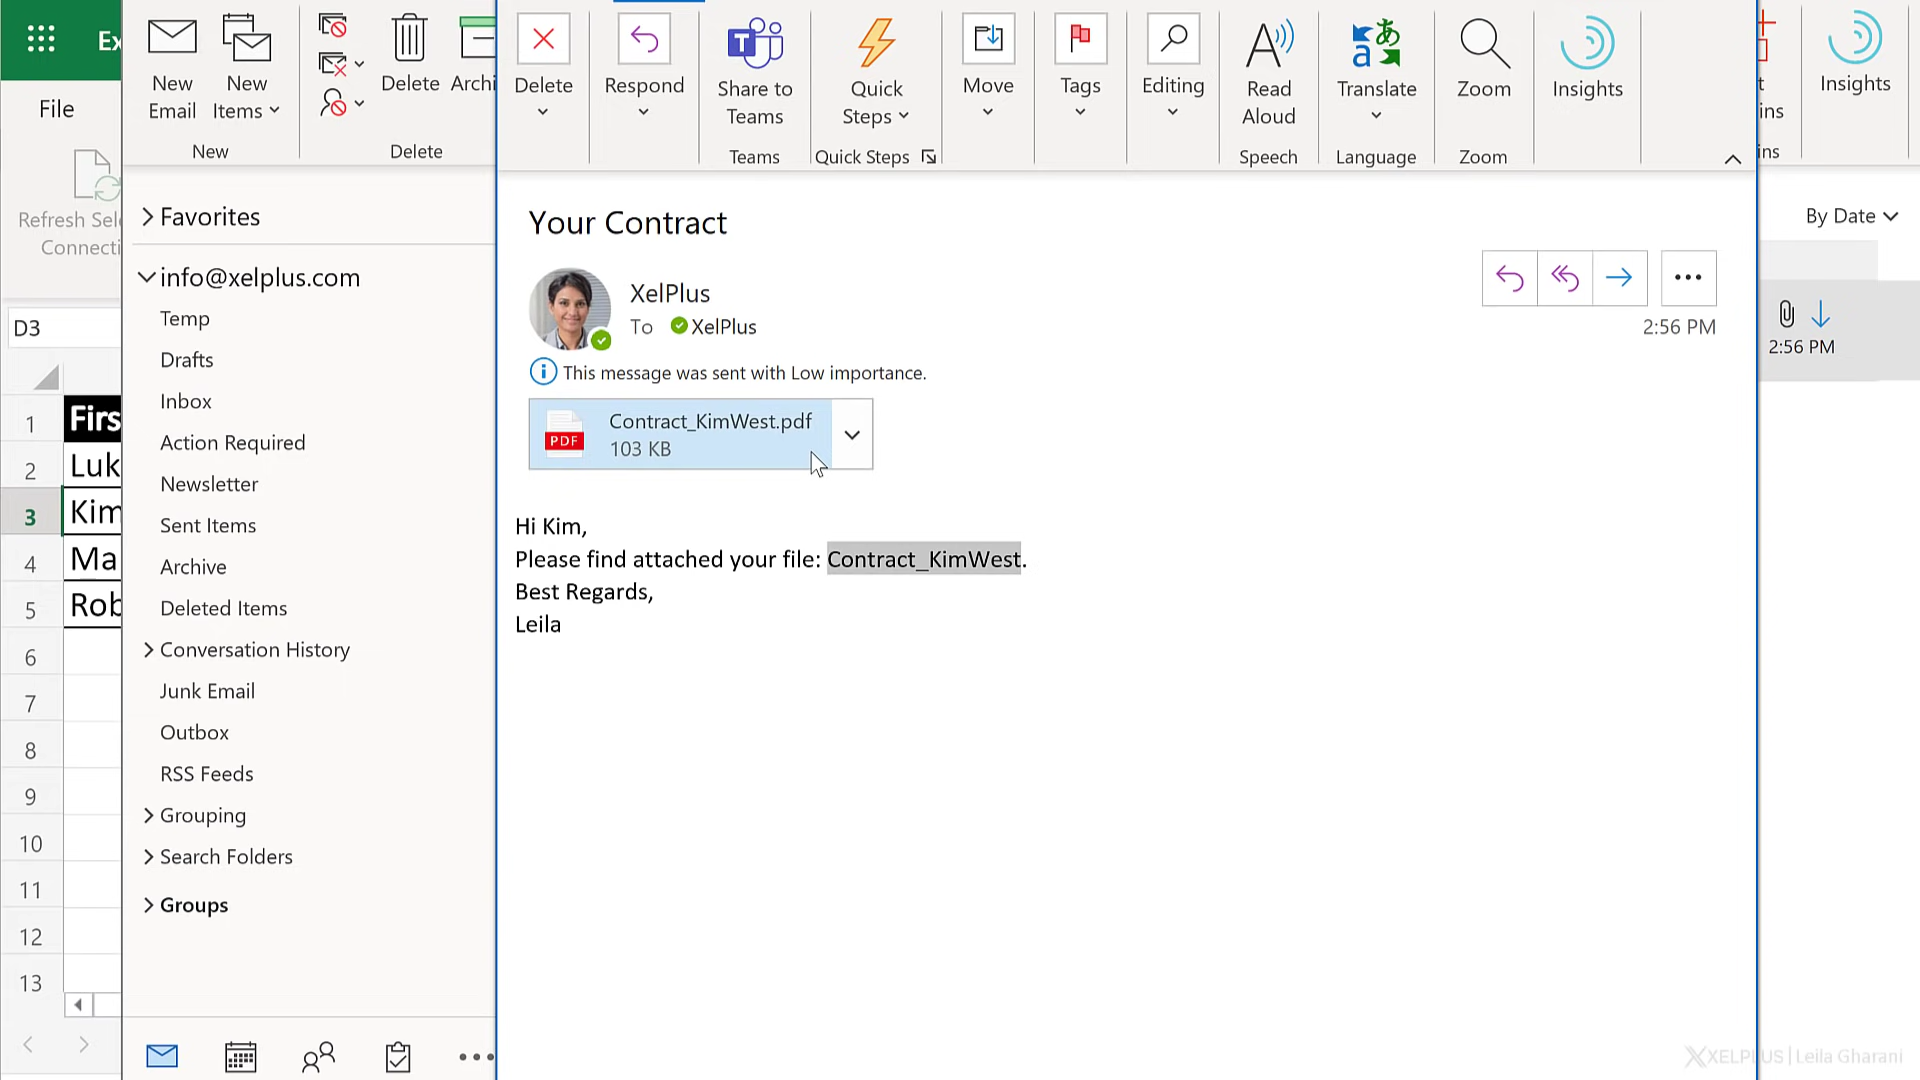 Ex
File
Refresh Sele
Connecti
D3
1
2
3
4
5
6
7
8
9
10
11
12
13
Firs
Luk
Kim
Ma
Rob
New
Email
New
Items
New
Delete
Archi
Delete
Favorites
info@xelplus.com
Temp
Drafts
Inbox
Action Required
Newsletter
Sent Items
Archive
Deleted Items
Conversation History
Junk Email
Outbox
RSS Feeds
Grouping
Search Folders
Groups
Delete
Respond
Share to
Teams
Teams
Quick
Steps
Quick Steps
Move
Tags
Editing
Read
Aloud
Speech
Translate
Language
Zoom
Zoom
Insights
Your Contract
XelPlus
To XelPlus
2:56 PM
This message was sent with Low importance.
PDF
Contract_KimWest.pdf
103 KB
Hi Kim,
Please find attached your file: Contract_KimWest.
Best Regards,
Leila
t
ins
ins
Insights
By Date
2:56 PM
XELPLUS | Leila Gharani